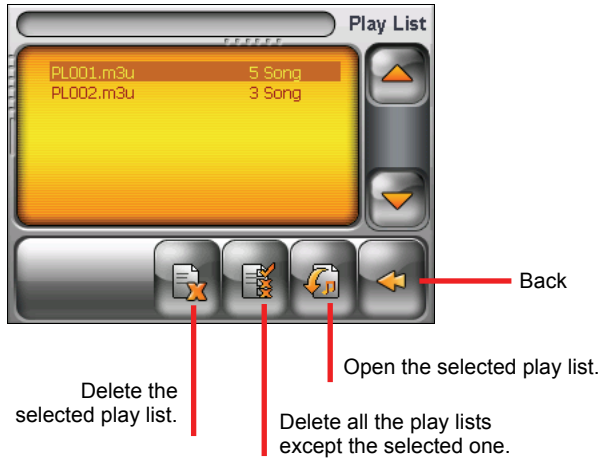 Play List
PL001.m3u 5 Song
PL002.m3u 3 Song
Back
Open the selected play list.
Delete the
selected play list.
Delete all the play lists
except the selected one.